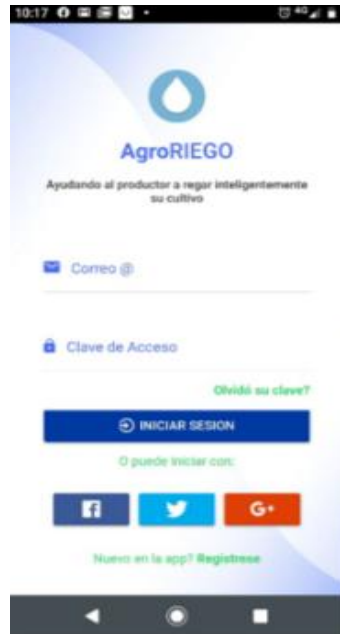 10:17
4G
AgroRIEGO
Ayudando al productor a regar inteligentemente
su cultivo
Correo @
Clave de Acceso
Olvidó su clave?
INICIAR SESION
O puede iniciar con:
f
G+
Nuevo en la app? Registrese